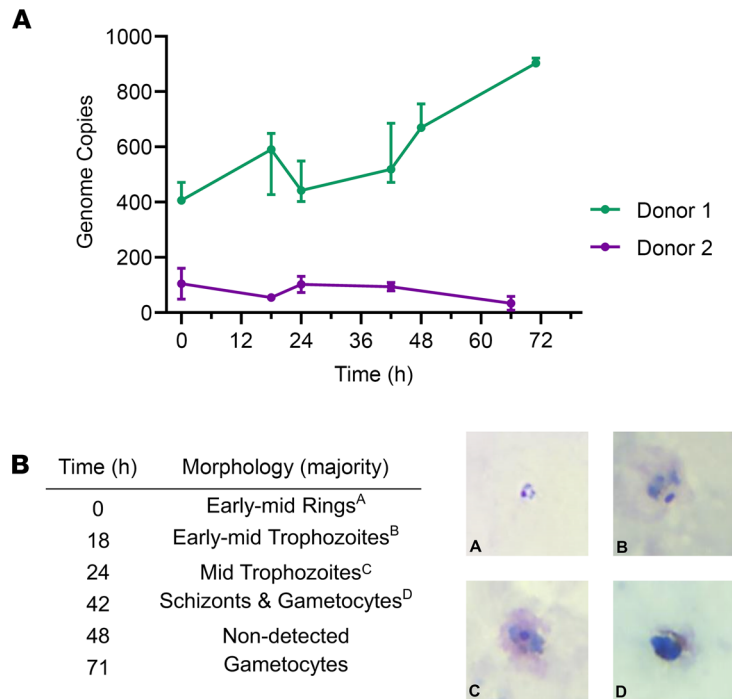 A
Genome Copies
1000
800
600
400
200
0
0 12 24 36 48 60 72
Time (h)
Donor 1
Donor 2
B
Time (h) Morphology (majority)
0 Early-mid Rings^A
18 Early-mid Trophozoites^B
24 Mid Trophozoites^C
42 Schizonts & Gametocytes^D
48 Non-detected
71 Gametocytes
A B
C D